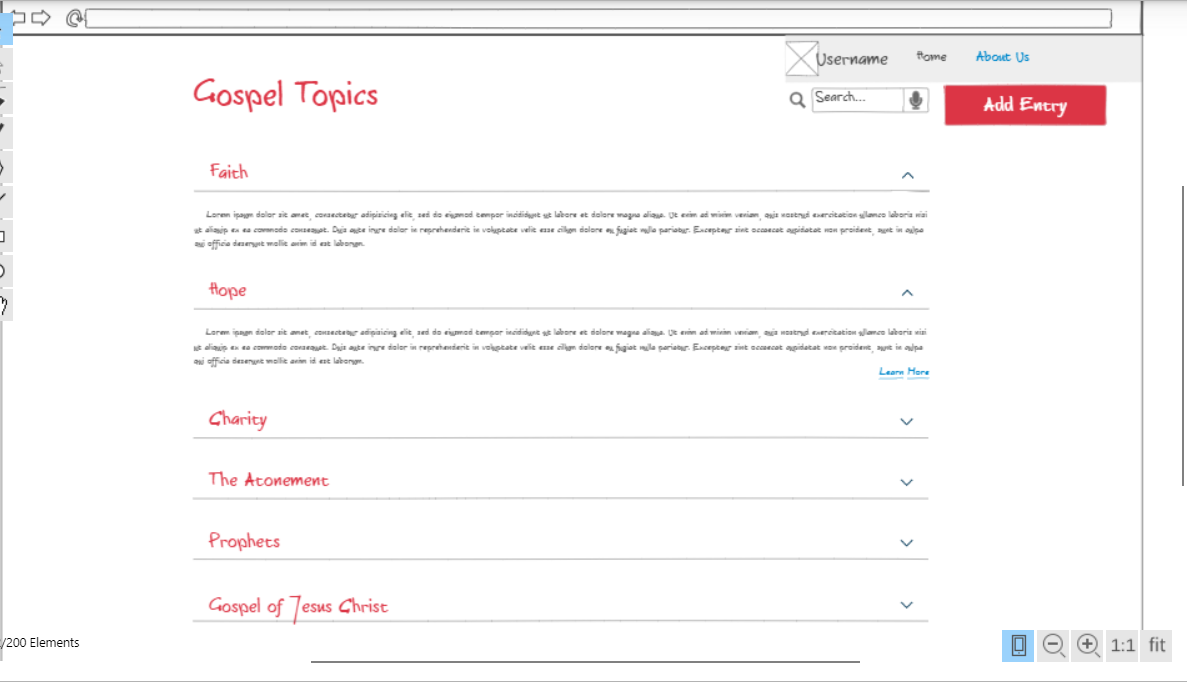 Username Home About Us
Gospel Topics
Search...
Add Entry
Faith
Lorem ipsum dolor sit amet, consectetur adipisicing elit, sed do eiusmod tempor incididunt ut labore et dolore magna aliqua. Ut enim ad minim veniam, quis nostrud exercitation ullamco laboris nisi
ut aliquip ex ea commodo consequat. Duis aute irure dolor in reprehenderit in voluptate velit esse cillum dolore eu fugiat nulla pariatur. Excepteur sint occaecat cupidatat non proident, sunt in culpa
qui officia deserunt mollit anim id est laborum.
Hope
Lorem ipsum dolor sit amet, consectetur adipisicing elit, sed do eiusmod tempor incididunt ut labore et dolore magna aliqua. Ut enim ad minim veniam, quis nostrud exercitation ullamco laboris nisi
ut aliquip ex ea commodo consequat. Duis aute irure dolor in reprehenderit in voluptate velit esse cillum dolore eu fugiat nulla pariatur. Excepteur sint occaecat cupidatat non proident, sunt in culpa
qui officia deserunt mollit anim id est laborum.
Learn More
Charity
The Atonement
Prophets
Gospel of Jesus Christ
/200 Elements
1:1 fit